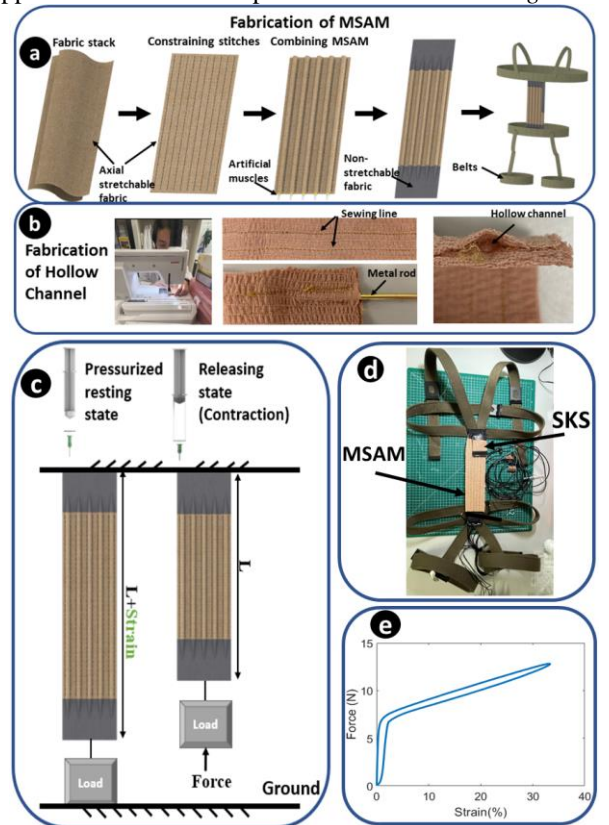 Fabrication of MSAM
a
Fabric stack
Constraining stitches
Combining MSAM
Axial
stretchable
fabric
Artificial
muscles
Non-
stretchable
fabric
Belts
b
Fabrication
of Hollow
Channel
Sewing line
Metal rod
Hollow channel
c
Pressurized
resting
state
Releasing
state
(Contraction)
L+Strain
L
Load
Load
Force
Ground
d
MSAM
SKS
e
Force (N)
15
10
5
0
0
10
20
30
40
Strain(%)